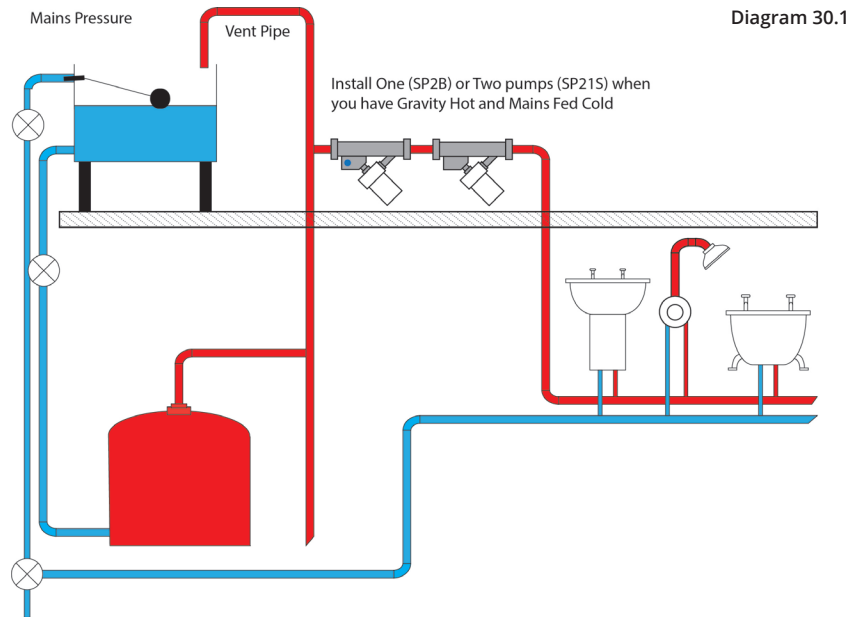 Mains Pressure
Diagram 30.1
Vent Pipe
Install One (SP2B) or Two pumps (SP21S) when
you have Gravity Hot and Mains Fed Cold